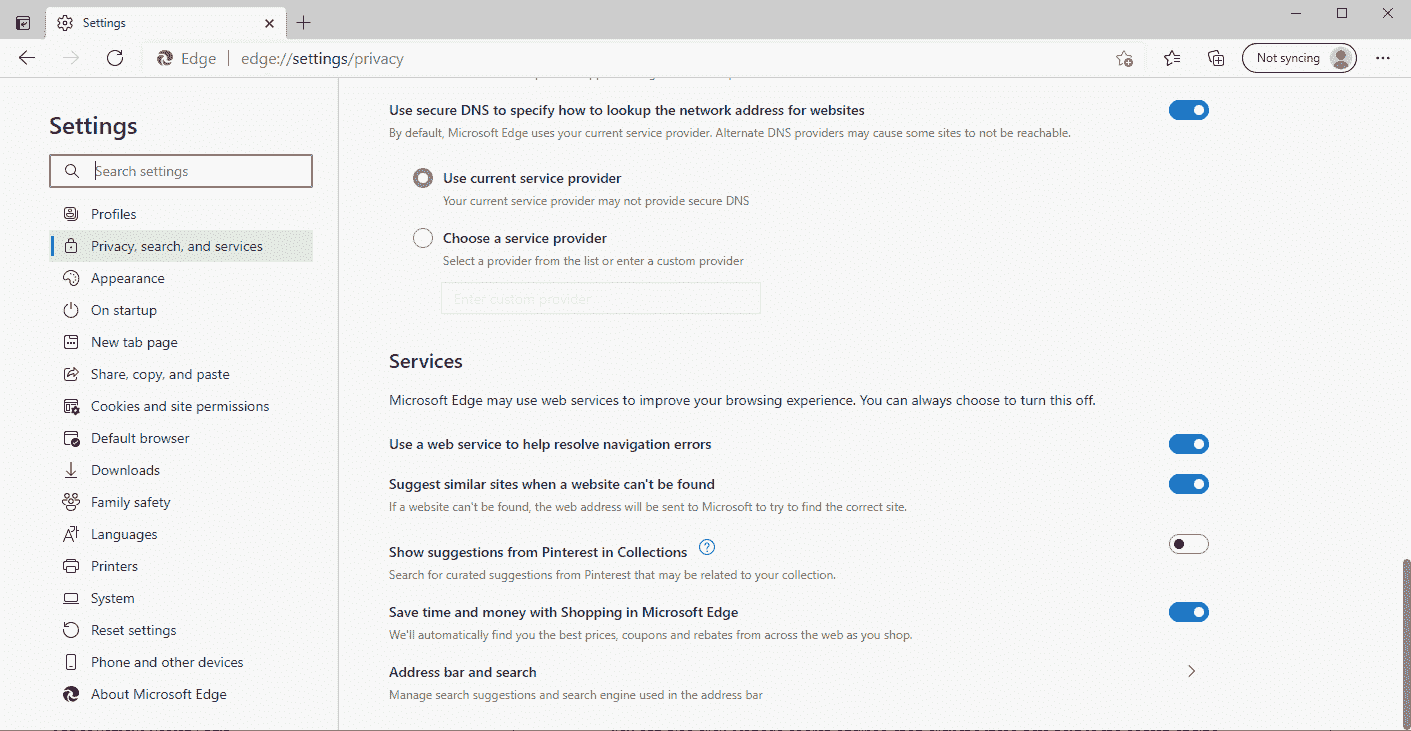 Settings
Edge
edge://settings/privacy
Not syncing
Settings
Search settings
Profiles
Privacy, search, and services
Appearance
On startup
New tab page
Share, copy, and paste
Cookies and site permissions
Default browser
Downloads
Family safety
Languages
Printers
System
Reset settings
Phone and other devices
About Microsoft Edge
Use secure DNS to specify how to lookup the network address for websites
By default, Microsoft Edge uses your current service provider. Alternate DNS providers may cause some sites to not be reachable.
Use current service provider
Your current service provider may not provide secure DNS
Choose a service provider
Select a provider from the list or enter a custom provider
Enter custom provider
Services
Microsoft Edge may use web services to improve your browsing experience. You can always choose to turn this off.
Use a web service to help resolve navigation errors
Suggest similar sites when a website can't be found
If a website can't be found, the web address will be sent to Microsoft to try to find the correct site.
Show suggestions from Pinterest in Collections
Search for curated suggestions from Pinterest that may be related to your collection.
Save time and money with Shopping in Microsoft Edge
We'll automatically find you the best prices, coupons and rebates from across the web as you shop.
Address bar and search
Manage search suggestions and search engine used in the address bar